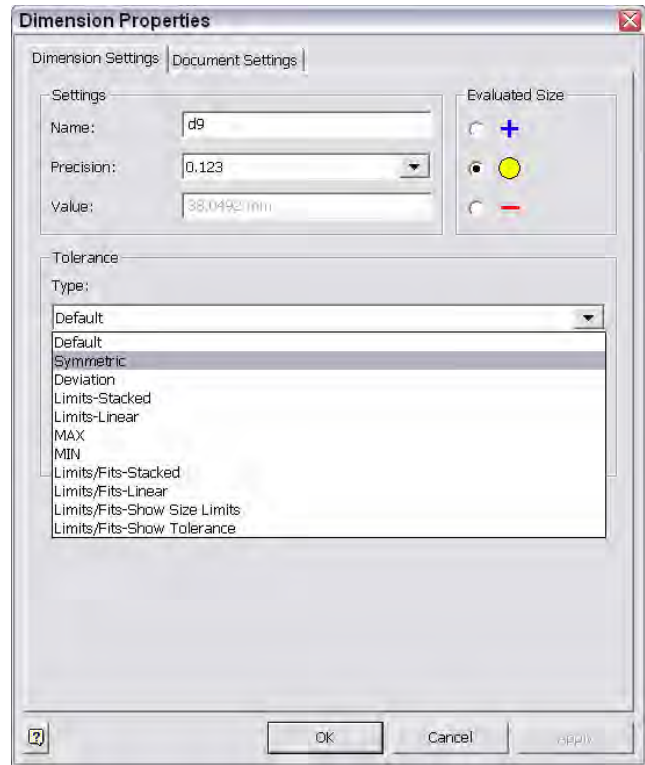 Dimension Properties
Dimension Settings Document Settings
Settings
Evaluated Size
Name: d9
Precision: 0.123
Value: 38.0492 mm
Tolerance
Type:
Default
Default
Symmetric
Deviation
Limits-Stacked
Limits-Linear
MAX
MIN
Limits/Fits-Stacked
Limits/Fits-Linear
Limits/Fits-Show Size Limits
Limits/Fits-Show Tolerance
OK Cancel Apply